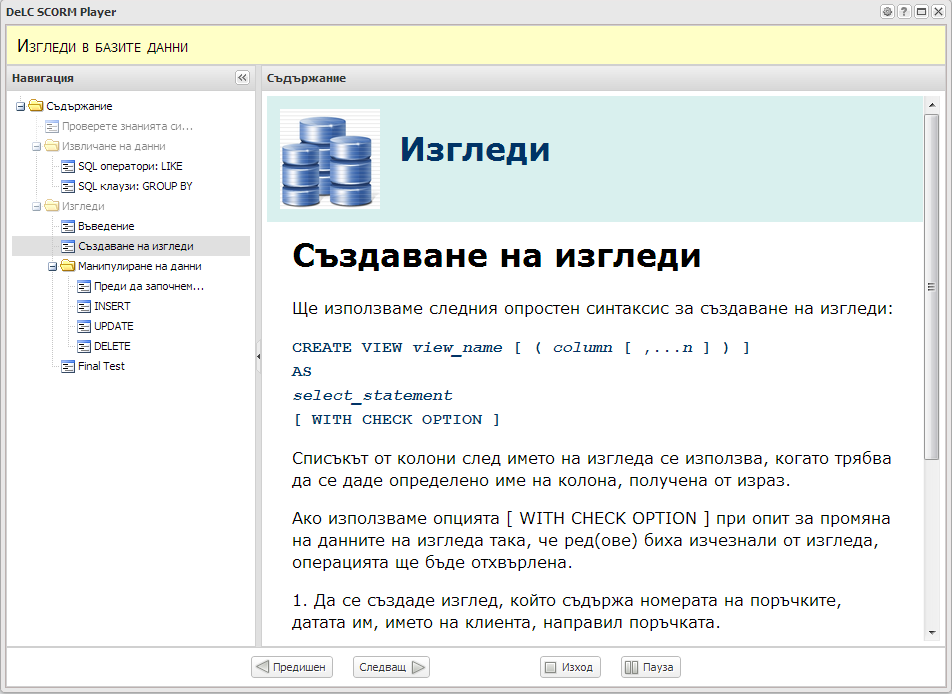 DeLC SCORM Player
Изгледи в базите данни
Навигация
Съдържание
Проверете знанията си...
Извличане на данни
SQL оператори: LIKE
SQL клаузи: GROUP BY
Изгледи
Въведение
Създаване на изгледи
Манипулиране на данни
Преди да започнем...
INSERT
UPDATE
DELETE
Final Test
Съдържание
Изгледи
Създаване на изгледи
Ще използваме следния опростен синтаксис за създаване на изгледи:
CREATE VIEW view_name [ ( column [ ,...n ] ) ]
AS
select_statement
[ WITH CHECK OPTION ]
Списъкът от колони след името на изгледа се използва, когато трябва
да се даде определено име на колона, получена от израз.
Ако използваме опцията [ WITH CHECK OPTION ] при опит за промяна
на данните на изгледа така, че ред(ове) биха изчезнали от изгледа,
операцията ще бъде отхвърлена.
1. Да се създаде изглед, който съдържа номерата на поръчките,
датата им, името на клиента, направил поръчката.
Предишен
Следващ
Изход
Пауза